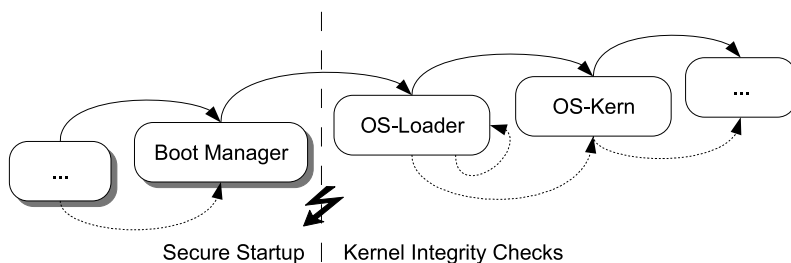 ...
Boot Manager
OS-Loader
OS-Kern
...
Secure Startup
Kernel Integrity Checks